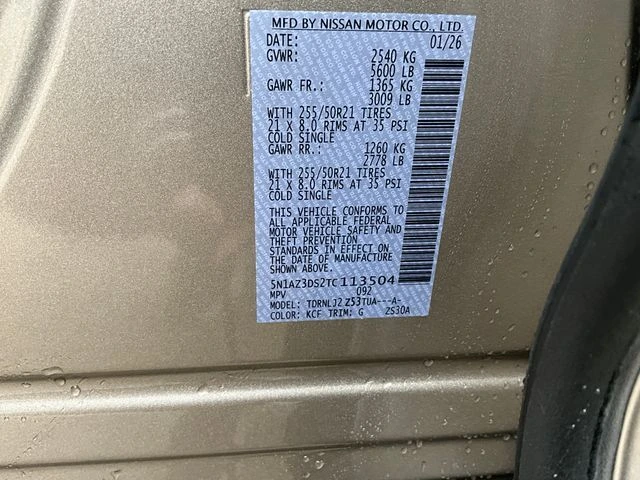 MFD BY NISSAN MOTOR CO., LTD.
DATE: 01/26
GVWR: 2540 KG
5600 LB
GAWR FR.: 1365 KG
3009 LB
WITH 255/50R21 TIRES
21 X 8.0 RIMS AT 35 PSI
COLD SINGLE
GAWR RR.: 1260 KG
2778 LB
WITH 255/50R21 TIRES
21 X 8.0 RIMS AT 35 PSI
COLD SINGLE
THIS VEHICLE CONFORMS TO
ALL APPLICABLE FEDERAL
MOTOR VEHICLE SAFETY AND
THEFT PREVENTION
STANDARDS IN EFFECT ON
THE DATE OF MANUFACTURE
SHOWN ABOVE.
5N1AZ3DS2TC113504
MPV 092
MODEL: TDRNLJ2 Z53TUA---A-
COLOR: KCF TRIM: G ZS30A